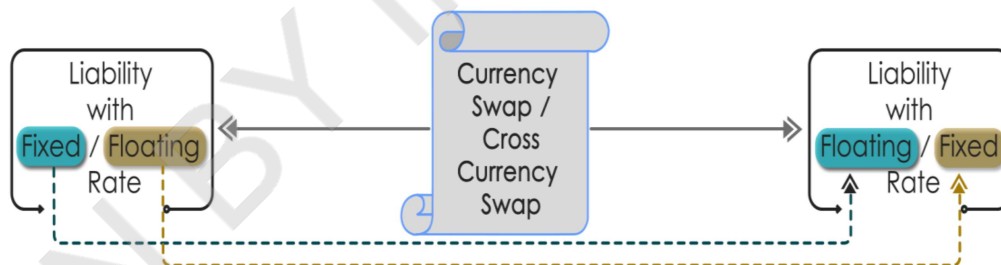 Liability
with
Fixed / Floating
Rate
Currency
Swap /
Cross
Currency
Swap
Liability
with
Floating / Fixed
Rate